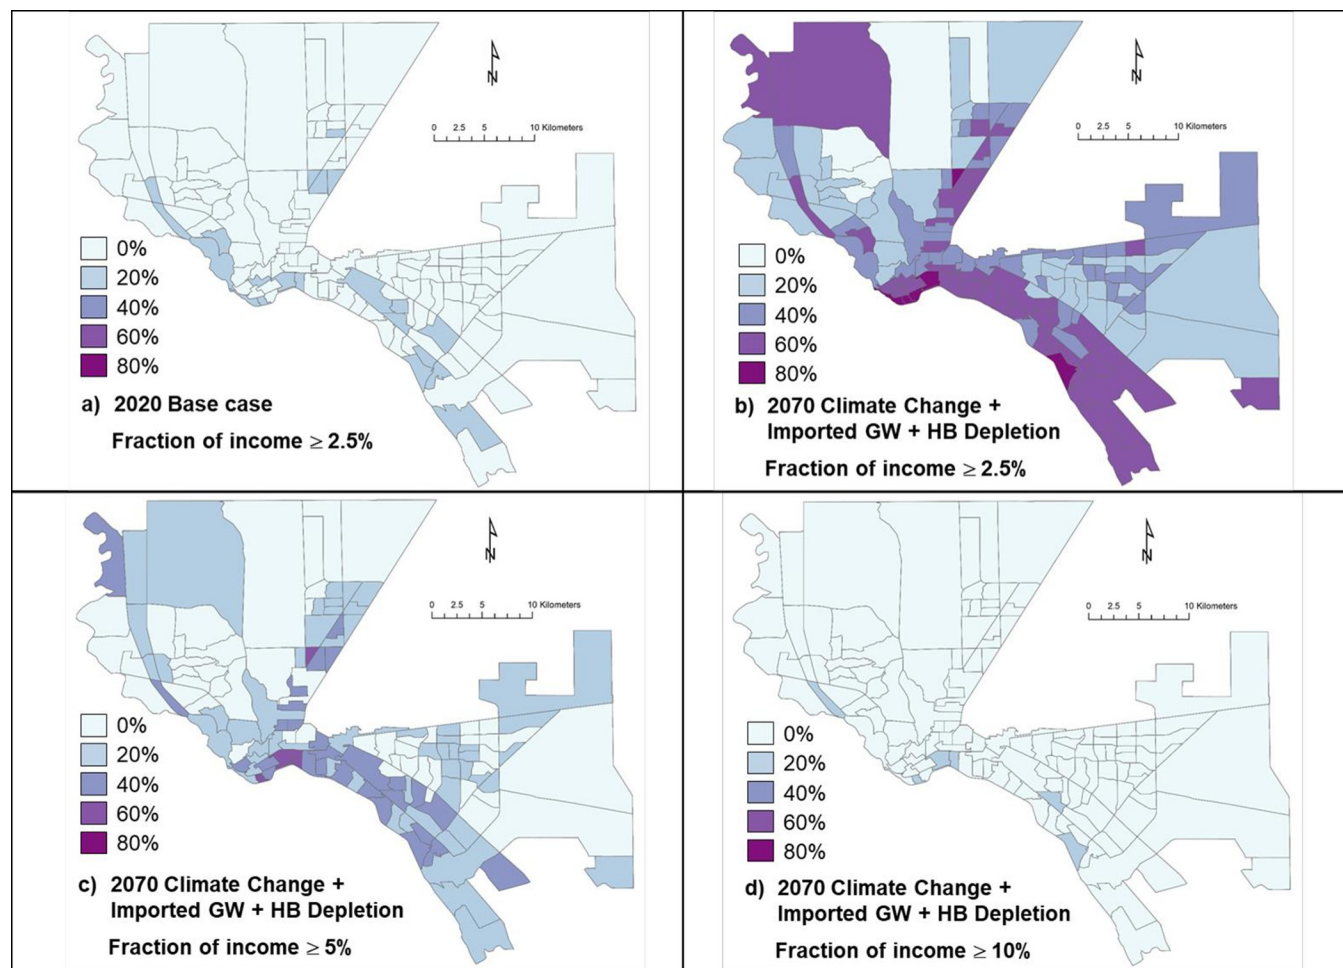 N
0 2.5 5 10 Kilometers
0%
20%
40%
60%
80%
a) 2020 Base case
Fraction of income ≥ 2.5%
N
0 2.5 5 10 Kilometers
0%
20%
40%
60%
80%
b) 2070 Climate Change +
Imported GW + HB Depletion
Fraction of income ≥ 2.5%
N
0 2.5 5 10 Kilometers
0%
20%
40%
60%
80%
c) 2070 Climate Change +
Imported GW + HB Depletion
Fraction of income ≥ 5%
N
0 2.5 5 10 Kilometers
0%
20%
40%
60%
80%
d) 2070 Climate Change +
Imported GW + HB Depletion
Fraction of income ≥ 10%